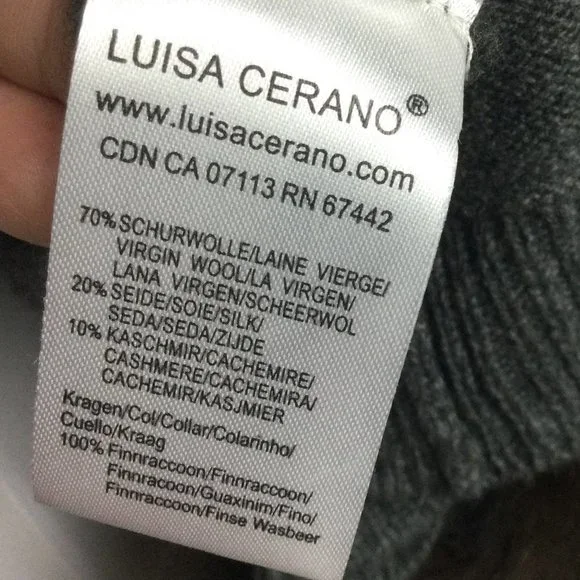 LUISA CERANO®
www.luisacerano.com
CDN CA 07113 RN 67442
70% SCHURWOLLE/LAINE VIERGE/
VIRGIN WOOL/LA VIRGEN/
LANA VIRGEN/SCHEERWOL
20% SEIDE/SOIE/SILK/
SEDA/SEDA/ZIJDE
10% KASCHMIR/CACHEMIRE/
CASHMERE/CACHEMIRA/
CACHEMIR/KASJMIER
Kragen/Col/Collar/Colarinho/
Cuello/Kraag
100% Finnraccoon/Finnraccoon/
Finnraccoon/Guaxinim/Fino/
Finnraccoon/Finse Wasbeer